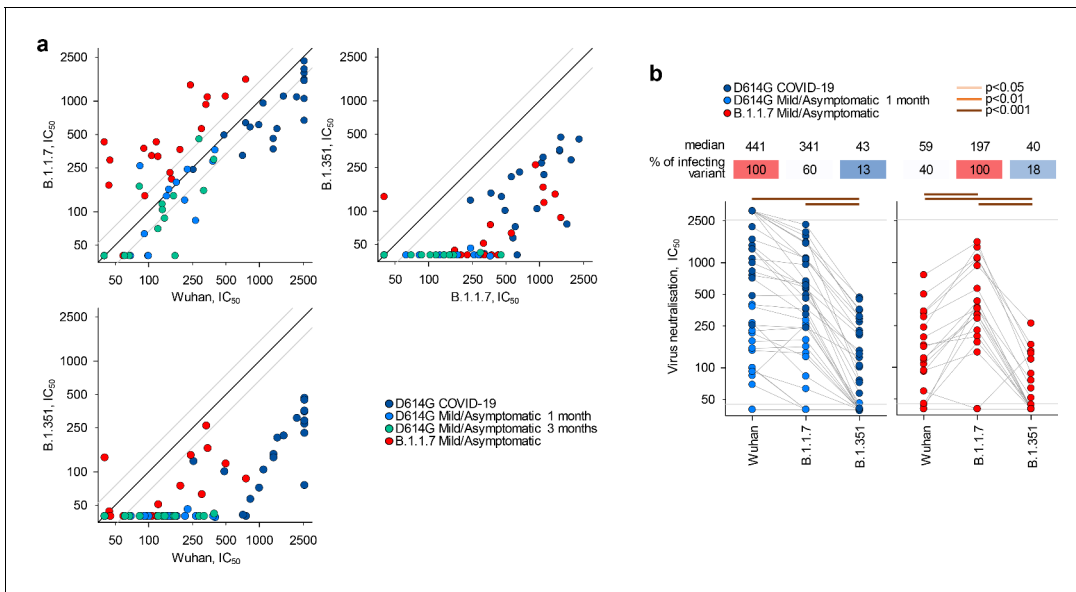 a
2500
1000
500
250
100
50
B.1.1.7, IC50
50 100 250 500 1000 2500
Wuhan, IC50
2500
1000
500
250
100
50
B.1.351, IC50
50 100 250 500 1000 2500
B.1.1.7, IC50
2500
1000
500
250
100
50
B.1.351, IC50
50 100 250 500 1000 2500
Wuhan, IC50
D614G COVID-19
D614G Mild/Asymptomatic 1 month
D614G Mild/Asymptomatic 3 months
B.1.1.7 Mild/Asymptomatic
b
D614G COVID-19
D614G Mild/Asymptomatic 1 month
B.1.1.7 Mild/Asymptomatic
p<0.05
p<0.01
p<0.001
median 441 341 43 59 197 40
% of infecting
variant 100 60 13 40 100 18
2500
1000
500
250
100
50
Virus neutralisation, IC50
Wuhan
B.1.1.7
B.1.351
Wuhan
B.1.1.7
B.1.351